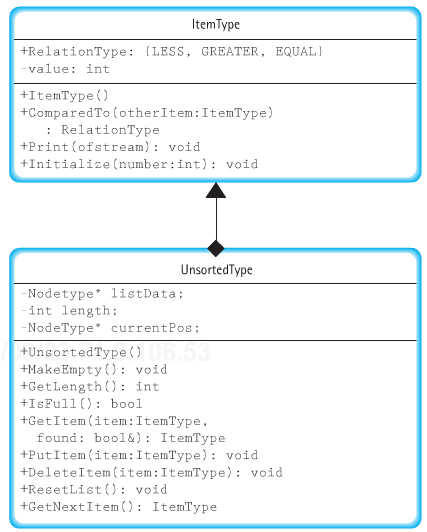 ItemType
+RelationType: {LESS, GREATER, EQUAL}
-value: int
+ItemType()
+ComparedTo(otherItem:ItemType)
: RelationType
+Print(ofstream): void
+Initialize(number:int): void
UnsortedType
-Nodetype* listData;
-int length;
-NodeType* currentPos;
+UnsortedType()
+MakeEmpty(): void
+GetLength(): int
+IsFull(): bool
+GetItem(item:ItemType,
found: bool&): ItemType
+PutItem(item:ItemType): void
+DeleteItem(item:ItemType): void
+ResetList(): void
+GetNextItem(): ItemType